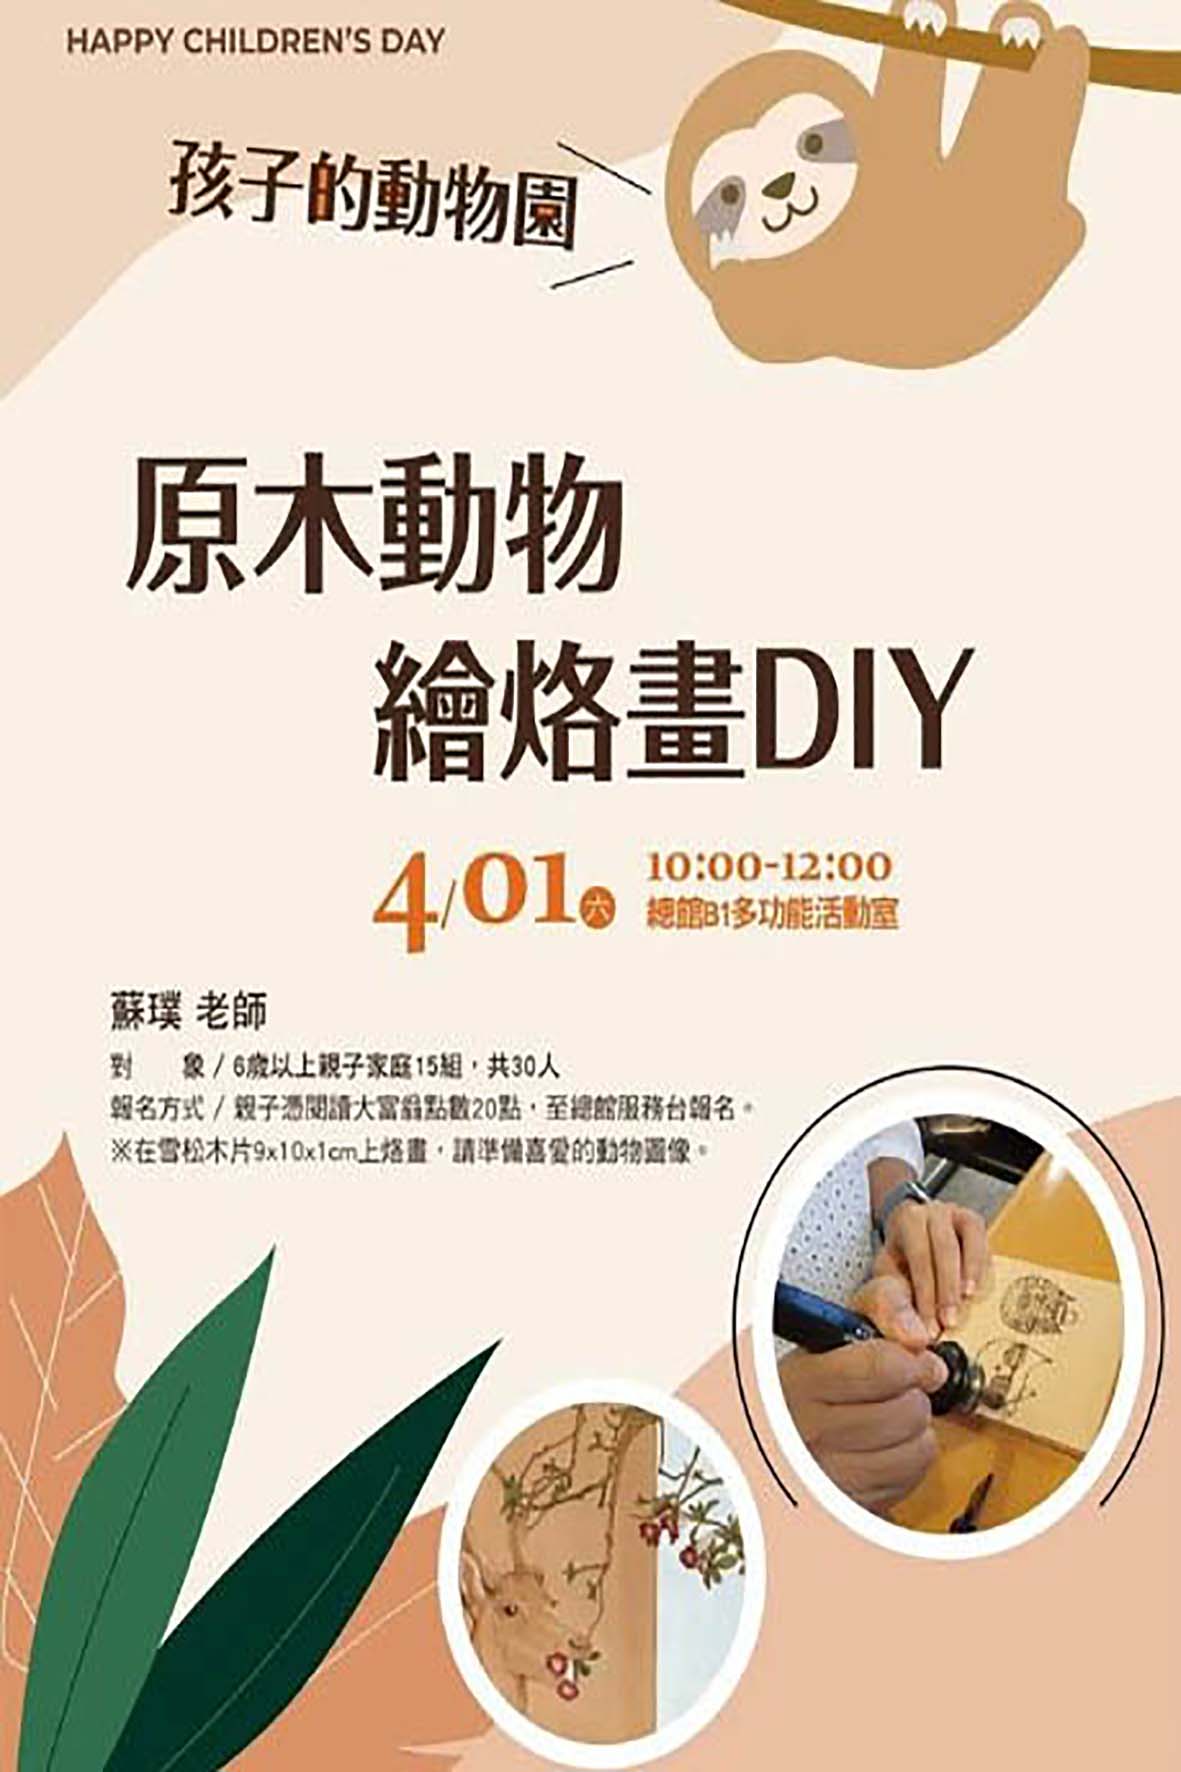 HAPPY CHILDREN'S DAY
孩子的動物園
原木動物
繪烙畫DIY
4/01六
10:00-12:00
總館B1多功能活動室
蘇璞 老師
對　　象 / 6歲以上親子家庭15組，共30人
報名方式 / 親子憑閱讀大富翁點數20點，至總館服務台報名。
※在雪松木片9x10x1cm上烙畫，請準備喜愛的動物圖像。